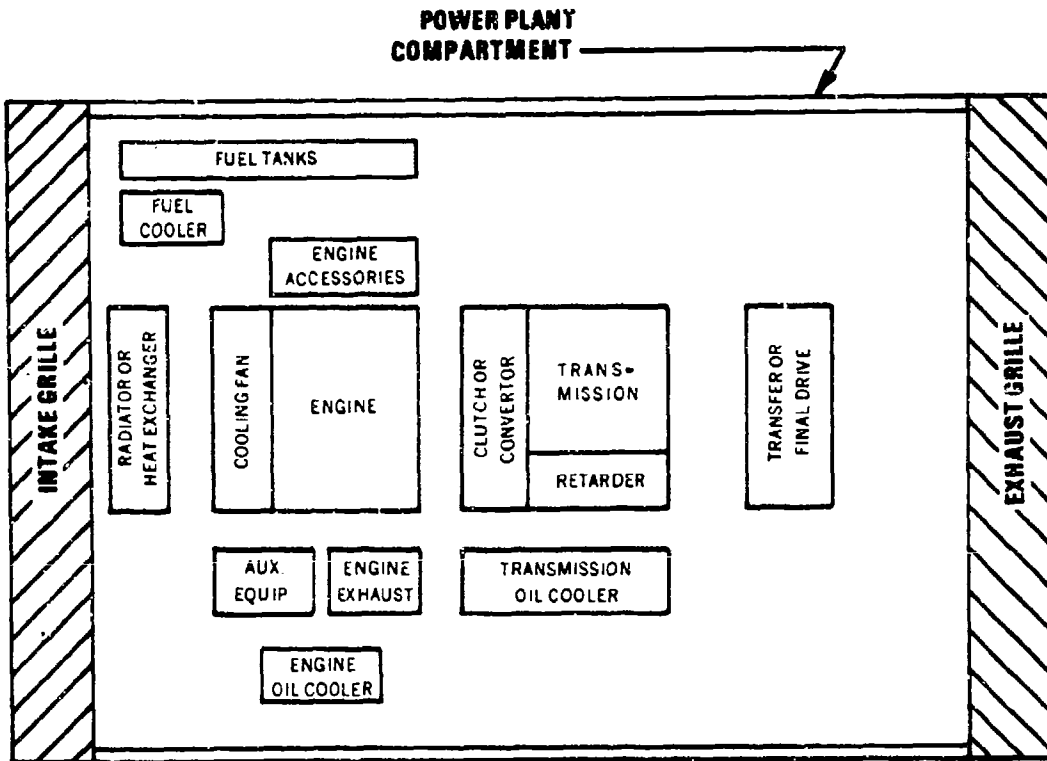 POWER PLANT
COMPARTMENT
FUEL TANKS
FUEL
COOLER
ENGINE
ACCESSORIES
INTAKE GRILLE
RADIATOR OR
HEAT EXCHANGER
COOLING FAN
ENGINE
CLUTCH OR
CONVERTOR
TRANS-
MISSION
RETARDER
TRANSFER OR
FINAL DRIVE
EXHAUST GRILLE
AUX.
EQUIP
ENGINE
EXHAUST
TRANSMISSION
OIL COOLER
ENGINE
OIL COOLER